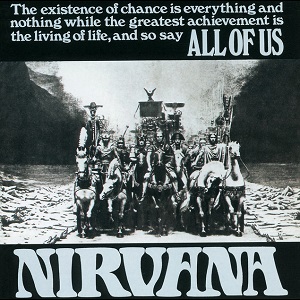 The existence of chance is everything and
nothing while the greatest achievement is
the living of life, and so say ALL OF US
NIRVANA